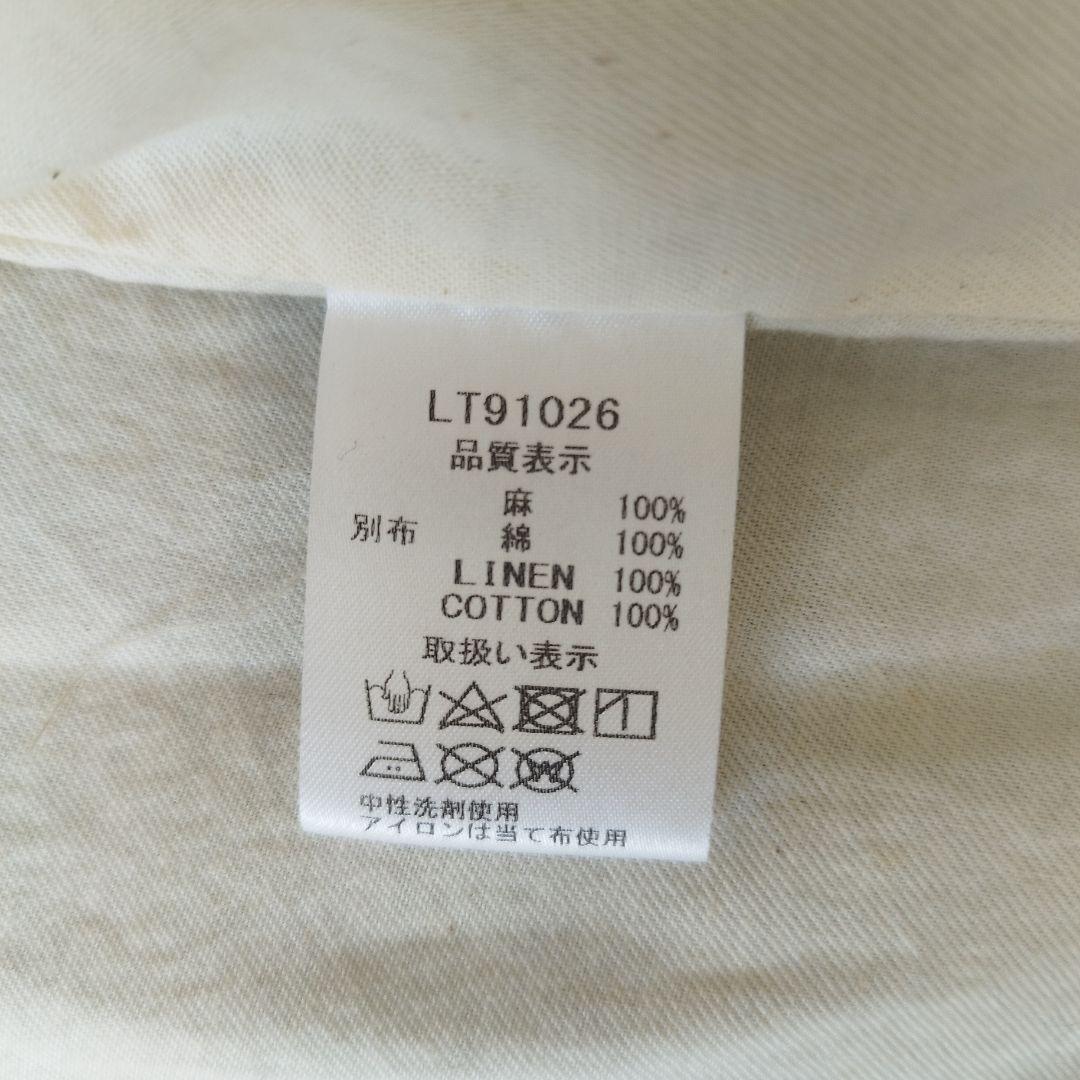 LT91026
品質表示
麻 100%
別布 綿 100%
LINEN 100%
COTTON 100%
取扱い表示
中性洗剤使用
アイロンは当て布使用